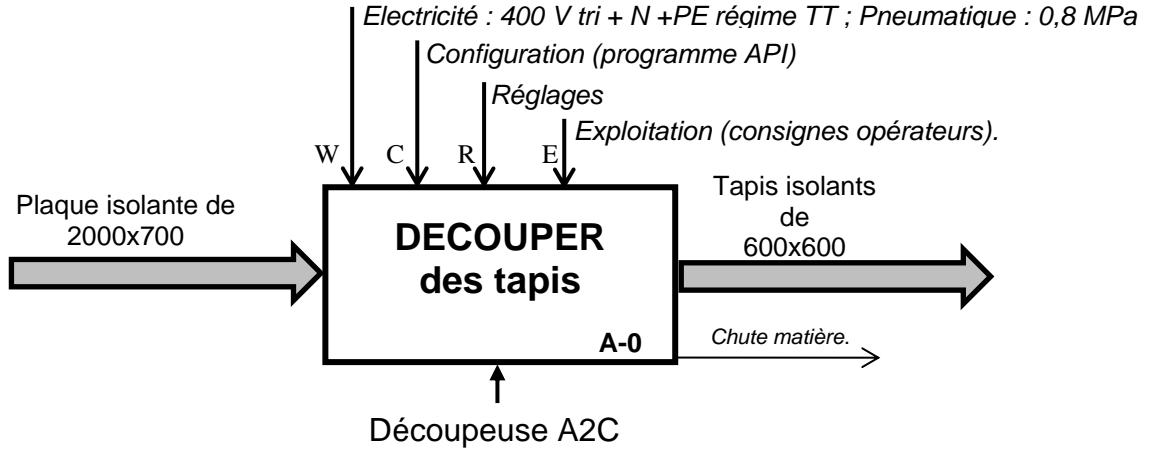 Electricité : 400 V tri + N +PE régime TT ; Pneumatique : 0,8 MPa
Configuration (programme API)
Réglages
Exploitation (consignes opérateurs).
W
C
R
E
Plaque isolante de
2000x700
DECOUPER
des tapis
A-0
Tapis isolants
de
600x600
Chute matière.
Découpeuse A2C